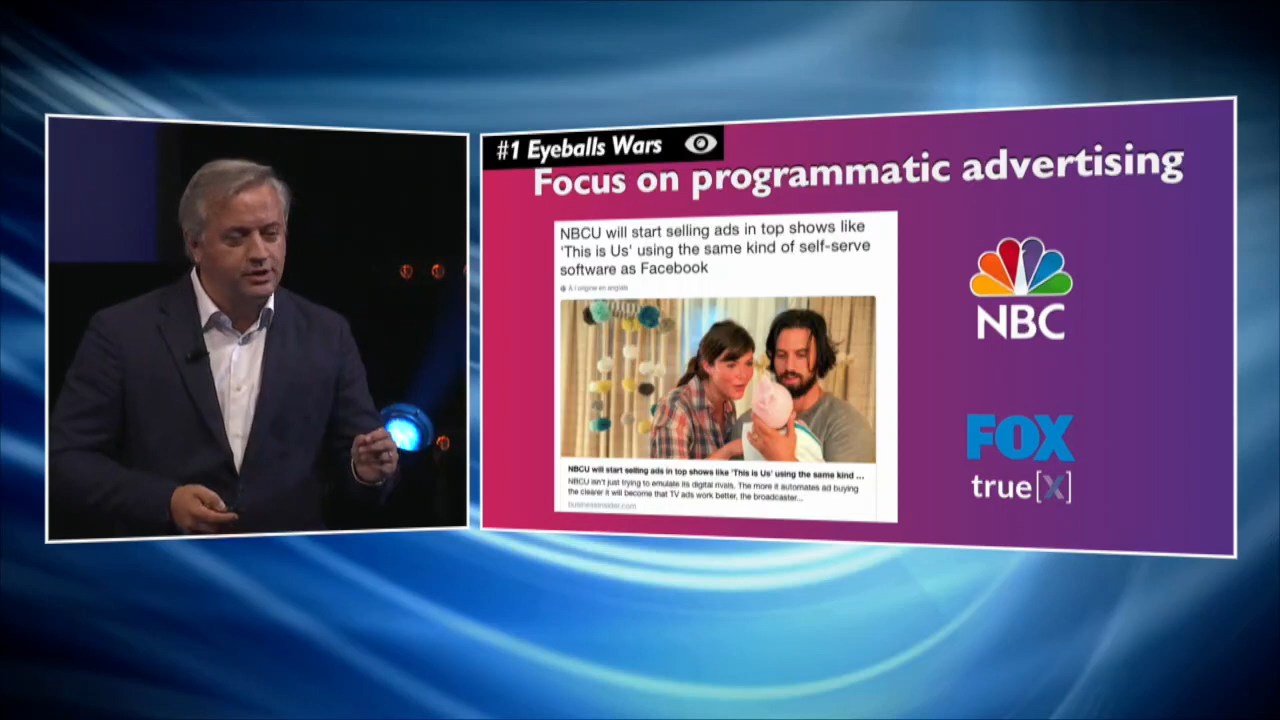 #1 Eyeballs Wars
Focus on programmatic advertising
NBCU will start selling ads in top shows like
'This is Us' using the same kind of self-serve
software as Facebook
À l'origine en anglais
NBC
FOX
true[X]
NBCU will start selling ads in top shows like 'This is Us' using the same kind ...
NBCU isn't just trying to emulate its digital rivals. The more it automates ad buying
the clearer it will become that TV ads work better, the broadcaster...
businessinsider.com